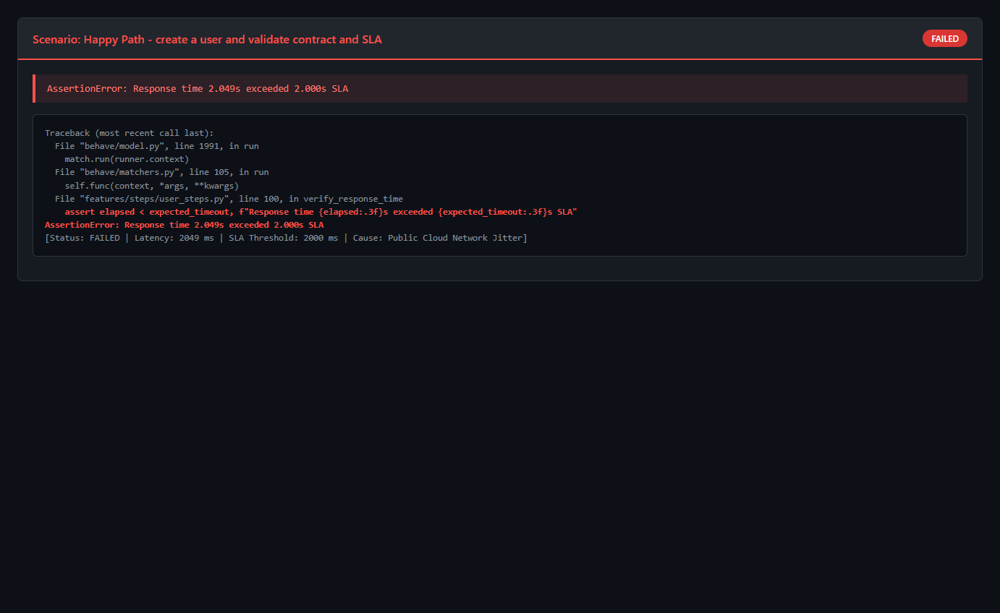 Scenario: Happy Path - create a user and validate contract and SLA
FAILED
AssertionError: Response time 2.049s exceeded 2.000s SLA
Traceback (most recent call last):
  File "behave/model.py", line 1991, in run
    match.run(runner.context)
  File "behave/matchers.py", line 105, in run
    self.func(context, *args, **kwargs)
  File "features/steps/user_steps.py", line 100, in verify_response_time
    assert elapsed < expected_timeout, f"Response time {elapsed:.3f}s exceeded {expected_timeout:.3f}s SLA"
AssertionError: Response time 2.049s exceeded 2.000s SLA
[Status: FAILED | Latency: 2049 ms | SLA Threshold: 2000 ms | Cause: Public Cloud Network Jitter]